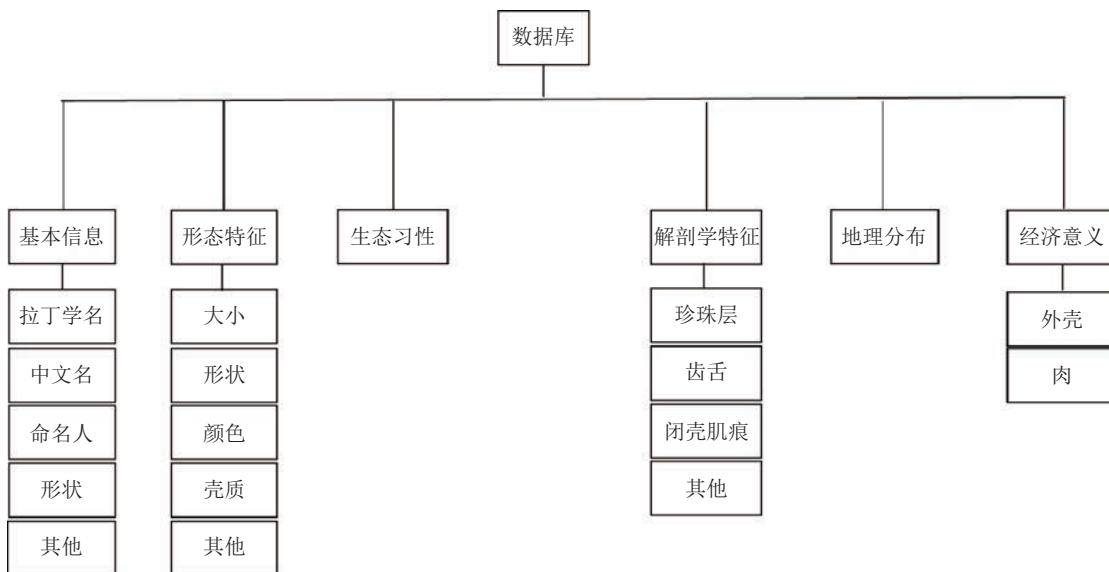 数据库
基本信息
形态特征
生态习性
解剖学特征
地理分布
经济意义
拉丁学名
中文名
命名人
形状
其他
大小
形状
颜色
壳质
其他
珍珠层
齿舌
闭壳肌痕
其他
外壳
肉